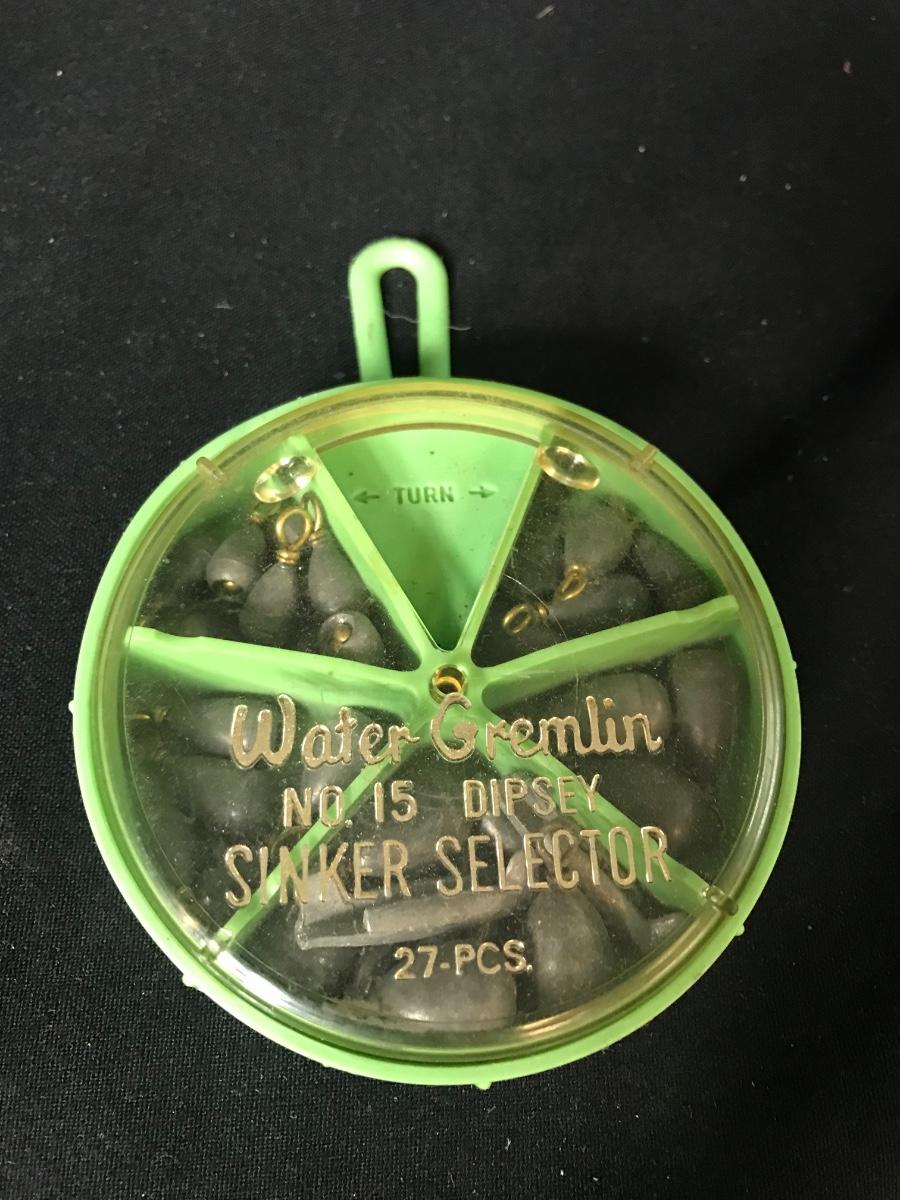 ← TURN →
Water Gremlin
NO. 15 DIPSEY
SINKER SELECTOR
27-PCS.